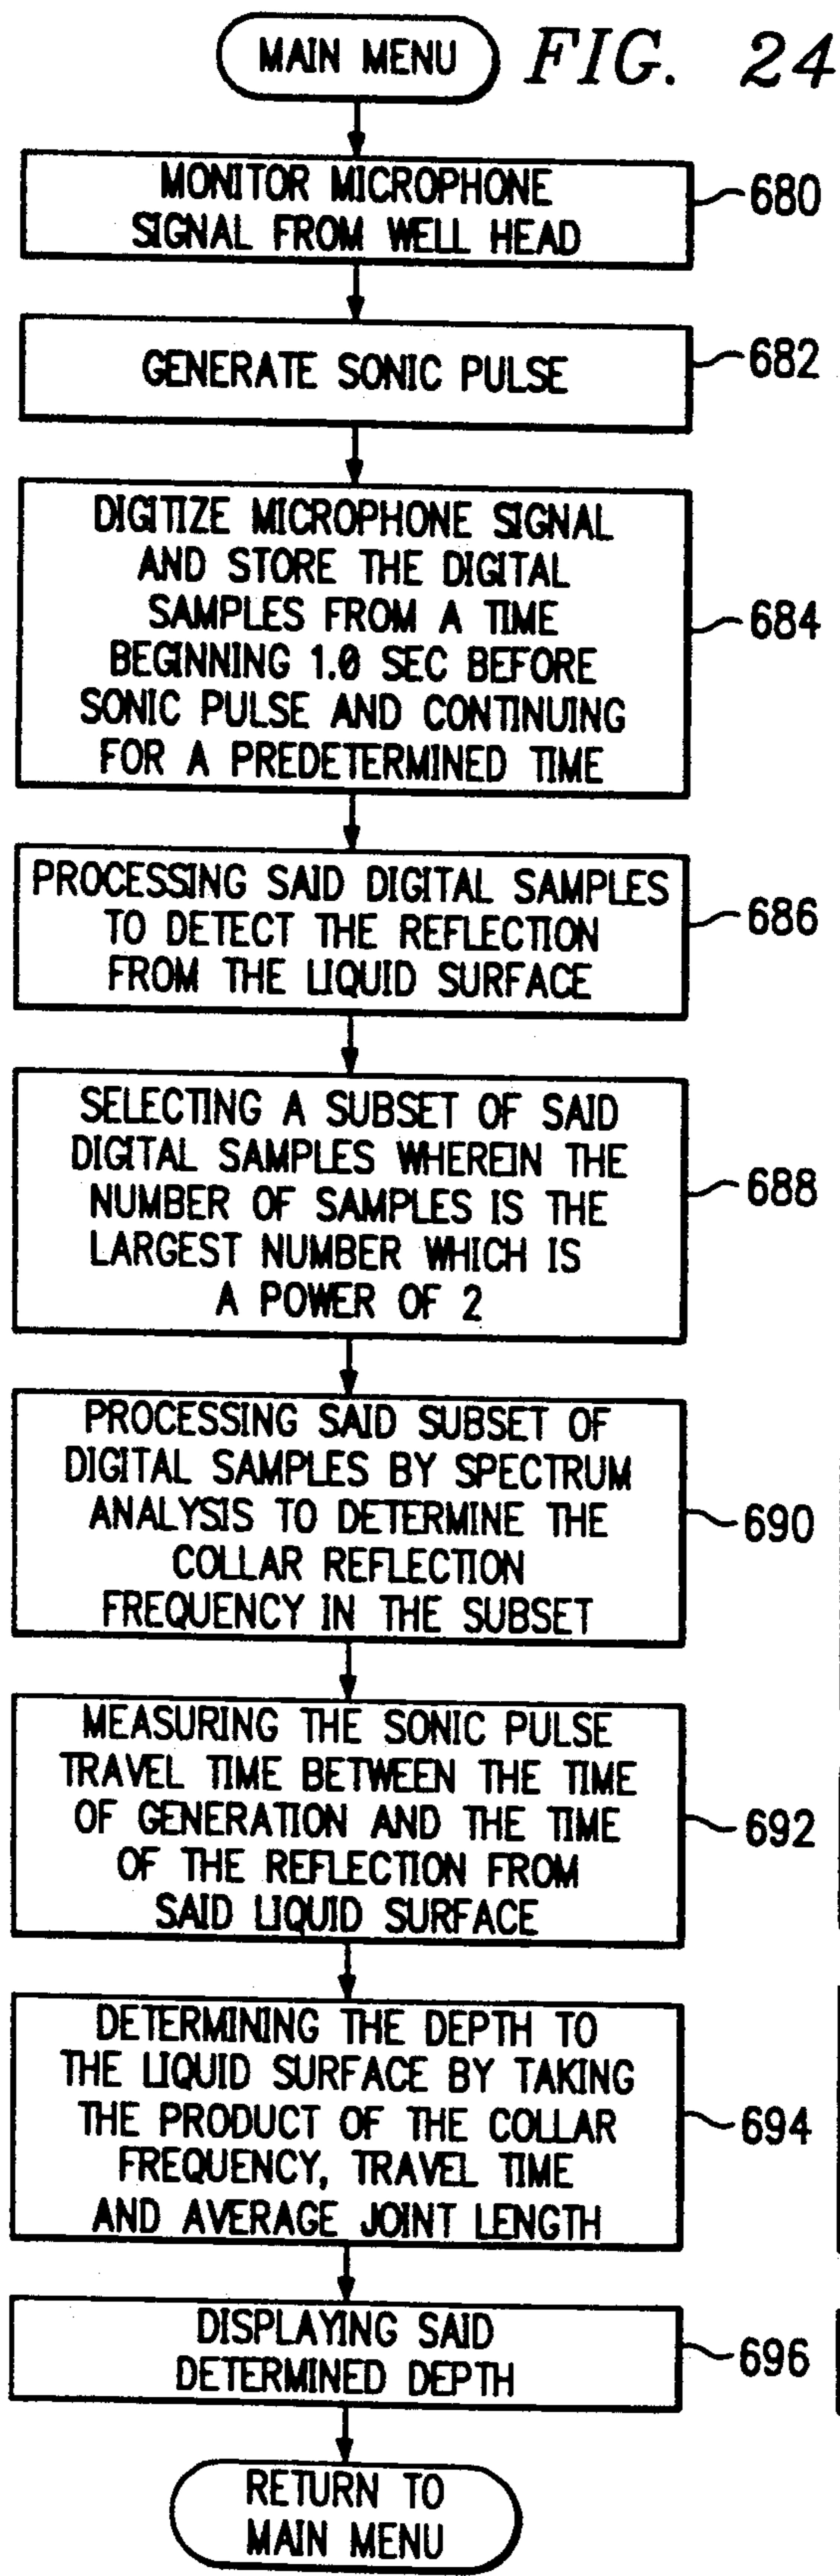 MAIN MENU FIG. 24
MONITOR MICROPHONE
SIGNAL FROM WELL HEAD
680
GENERATE SONIC PULSE
682
DIGITIZE MICROPHONE SIGNAL
AND STORE THE DIGITAL
SAMPLES FROM A TIME
BEGINNING 1.0 SEC BEFORE
SONIC PULSE AND CONTINUING
FOR A PREDETERMINED TIME
684
PROCESSING SAID DIGITAL SAMPLES
TO DETECT THE REFLECTION
FROM THE LIQUID SURFACE
686
SELECTING A SUBSET OF SAID
DIGITAL SAMPLES WHEREIN THE
NUMBER OF SAMPLES IS THE
LARGEST NUMBER WHICH IS
A POWER OF 2
688
PROCESSING SAID SUBSET OF
DIGITAL SAMPLES BY SPECTRUM
ANALYSIS TO DETERMINE THE
COLLAR REFLECTION
FREQUENCY IN THE SUBSET
690
MEASURING THE SONIC PULSE
TRAVEL TIME BETWEEN THE TIME
OF GENERATION AND THE TIME
OF THE REFLECTION FROM
SAID LIQUID SURFACE
692
DETERMINING THE DEPTH TO
THE LIQUID SURFACE BY TAKING
THE PRODUCT OF THE COLLAR
FREQUENCY, TRAVEL TIME
AND AVERAGE JOINT LENGTH
694
DISPLAYING SAID
DETERMINED DEPTH
696
RETURN TO
MAIN MENU